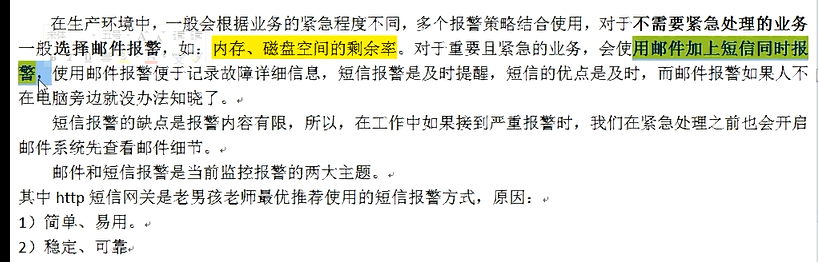 在生产环境中，一般会根据业务的紧急程度不同，多个报警策略结合使用，对于不需要紧急处理的业务
一般选择邮件报警，如：内存、磁盘空间的剩余率。对于重要且紧急的业务，会使用邮件加上短信同时报
警，使用邮件报警便于记录故障详细信息，短信报警是及时提醒，短信的优点是及时，而邮件报警如果人不
在电脑旁边就没办法知晓了。
短信报警的缺点是报警内容有限，所以，在工作中如果接到严重报警时，我们在紧急处理之前也会开启
邮件系统先查看邮件细节。
邮件和短信报警是当前监控报警的两大主题。
其中 http 短信网关是老男孩老师最优推荐使用的短信报警方式，原因：
1）简单、易用。
2）稳定、可靠